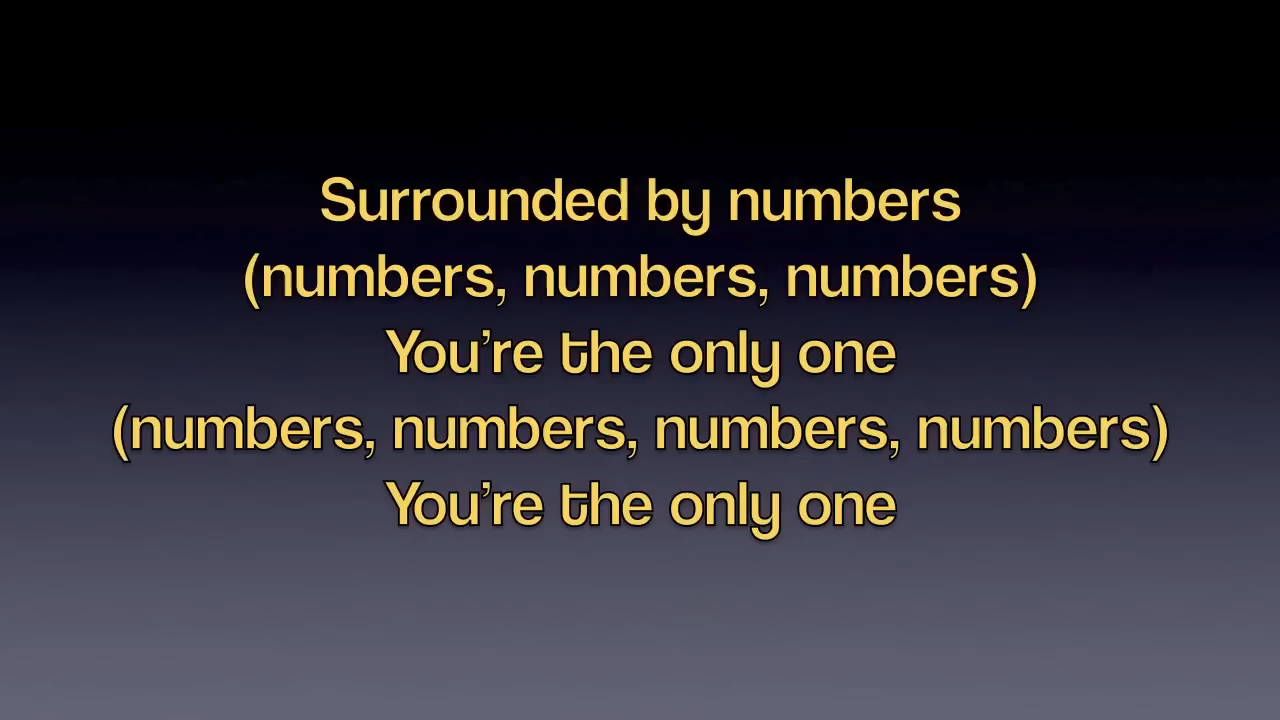 Surrounded by numbers
(numbers, numbers, numbers)
You’re the only one
(numbers, numbers, numbers, numbers)
You’re the only one